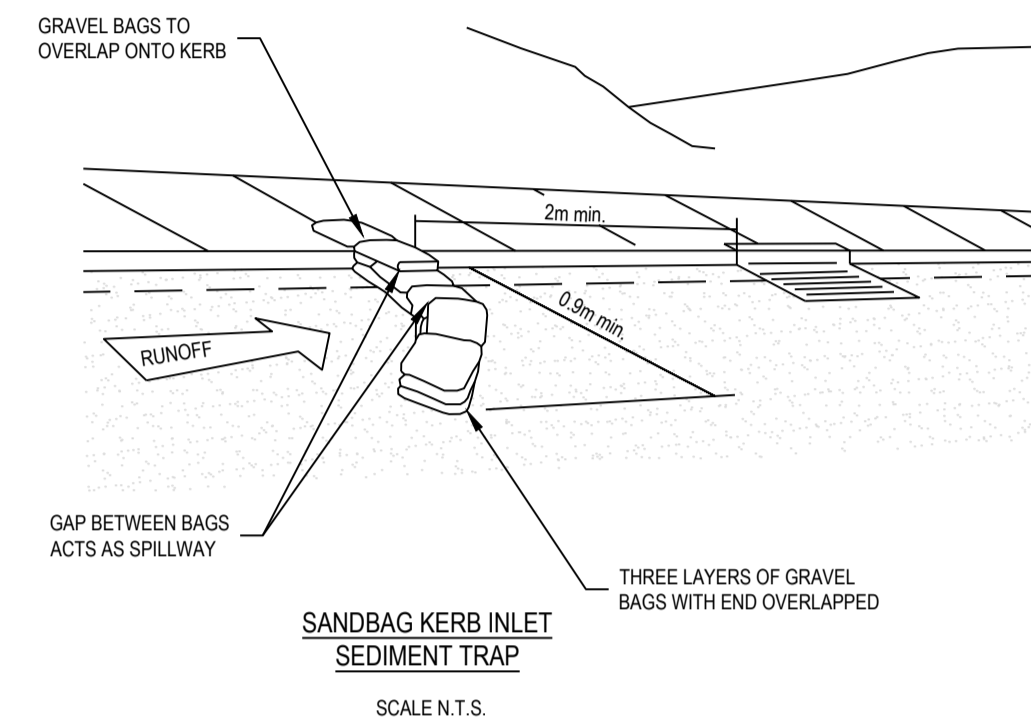 GRAVEL BAGS TO
OVERLAP ONTO KERB
2m min.
0.9m min.
RUNOFF
GAP BETWEEN BAGS
ACTS AS SPILLWAY
THREE LAYERS OF GRAVEL
BAGS WITH END OVERLAPPED
SANDBAG KERB INLET
SEDIMENT TRAP
SCALE N.T.S.